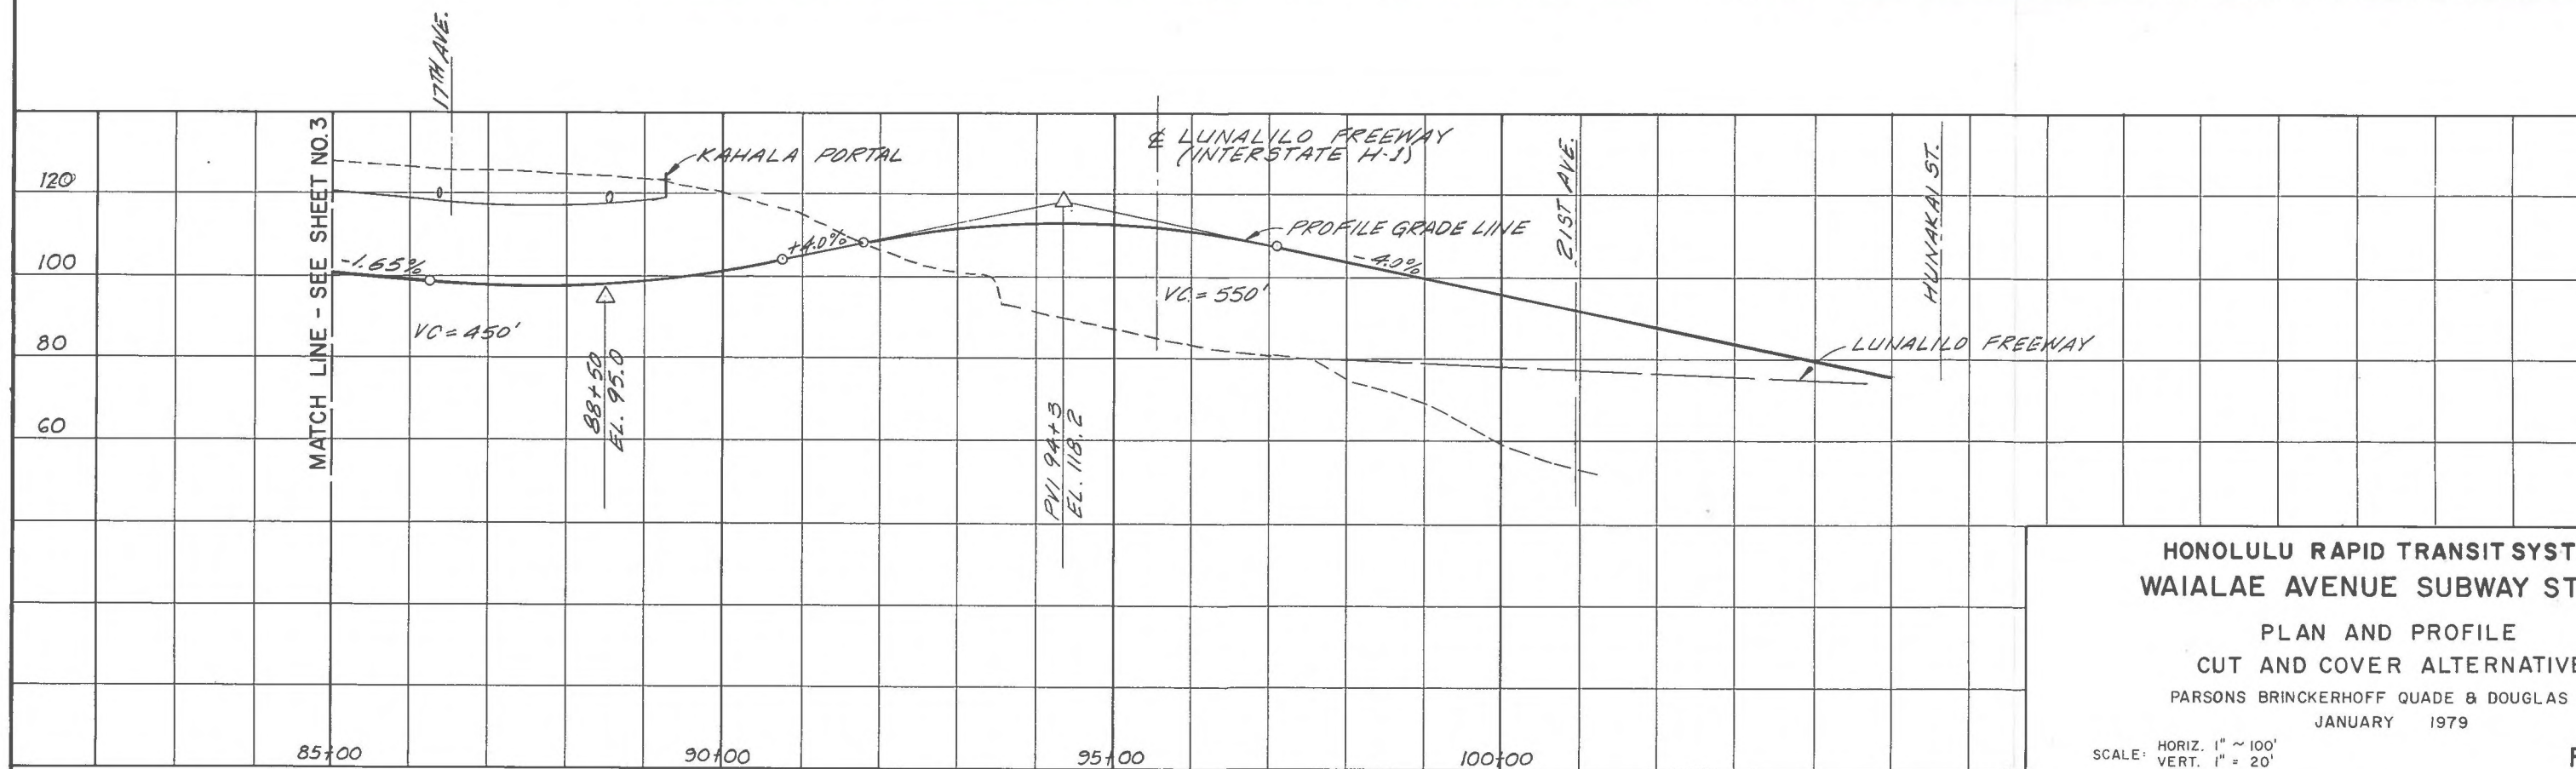 17TH AVE.
120
100
80
60
MATCH LINE - SEE SHEET NO.3
KAHALA PORTAL
-1.65%
VC = 450'
88+50
EL. 95.0
+4.0%
PVI 94+3
EL. 118.2
℄ LUNALILO FREEWAY
(INTERSTATE H-1)
PROFILE GRADE LINE
VC = 550'
-4.0%
21ST AVE.
LUNALILO FREEWAY
HUNAKAI ST.
85+00
90+00
95+00
100+00
HONOLULU RAPID TRANSIT SYST
WAIALAE AVENUE SUBWAY ST
PLAN AND PROFILE
CUT AND COVER ALTERNATIVE
PARSONS BRINCKERHOFF QUADE & DOUGLAS
JANUARY 1979
SCALE: HORIZ. 1" ~ 100'
VERT. 1" = 20'